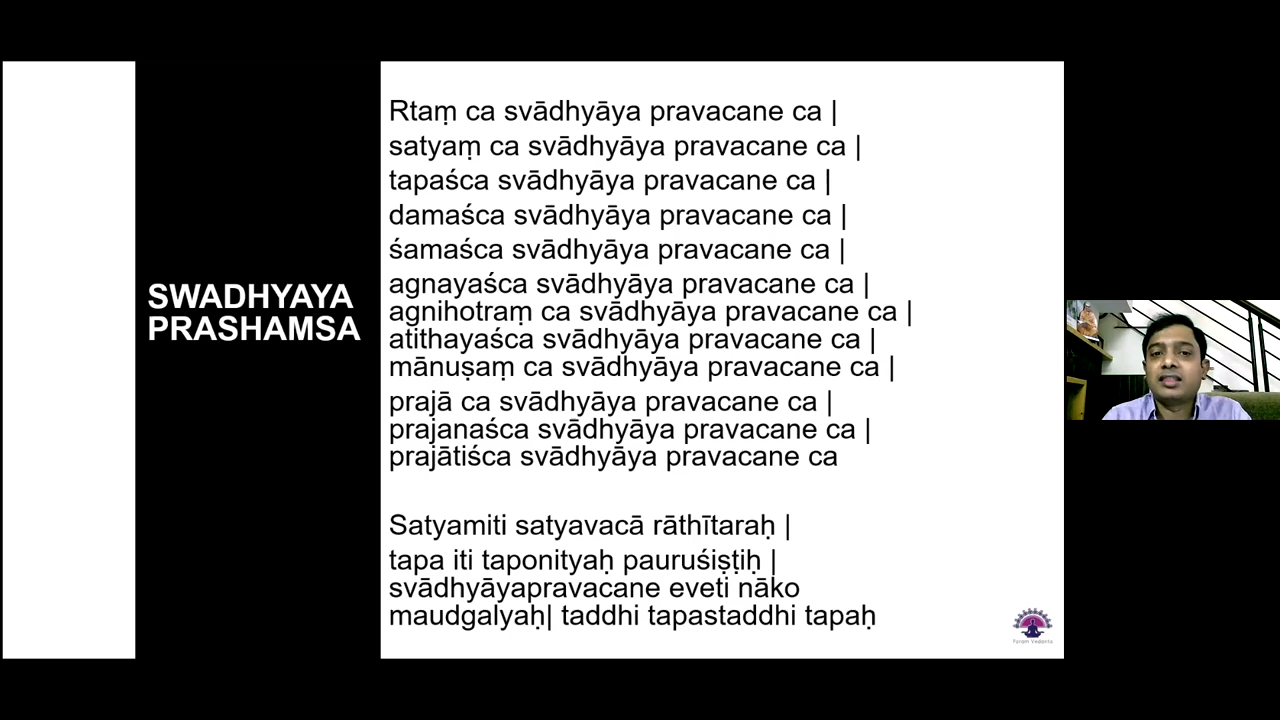 SWADHYAYA
PRASHAMSA
Rtaṃ ca svādhyāya pravacane ca |
satyaṃ ca svādhyāya pravacane ca |
tapaśca svādhyāya pravacane ca |
damaśca svādhyāya pravacane ca |
śamaśca svādhyāya pravacane ca |
agnayaśca svādhyāya pravacane ca |
agnihotraṃ ca svādhyāya pravacane ca |
atithayaśca svādhyāya pravacane ca |
mānuṣaṃ ca svādhyāya pravacane ca |
prajā ca svādhyāya pravacane ca |
prajanaśca svādhyāya pravacane ca |
prajātiśca svādhyāya pravacane ca
Satyamiti satyavacā rāthītaraḥ |
tapa iti taponityaḥ pauruśiṣṭiḥ |
svādhyāyapravacane eveti nāko
maudgalyaḥ| taddhi tapastaddhi tapaḥ
Param Vedanta